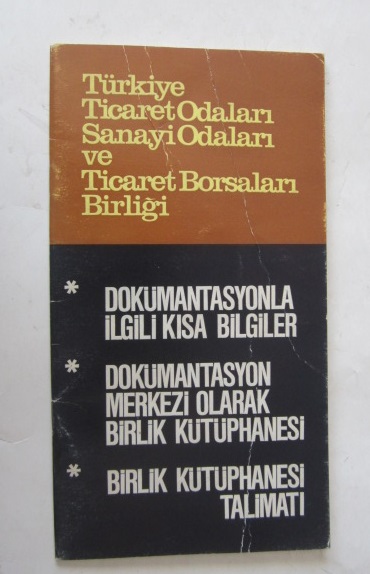 Türkiye
Ticaret Odaları
Sanayi Odaları
ve
Ticaret Borsaları
Birliği
* DOKÜMANTASYONLA
İLGİLİ KISA BİLGİLER
* DOKÜMANTASYON
MERKEZİ OLARAK
BİRLİK KÜTÜPHANESİ
* BİRLİK KÜTÜPHANESİ
TALİMATI